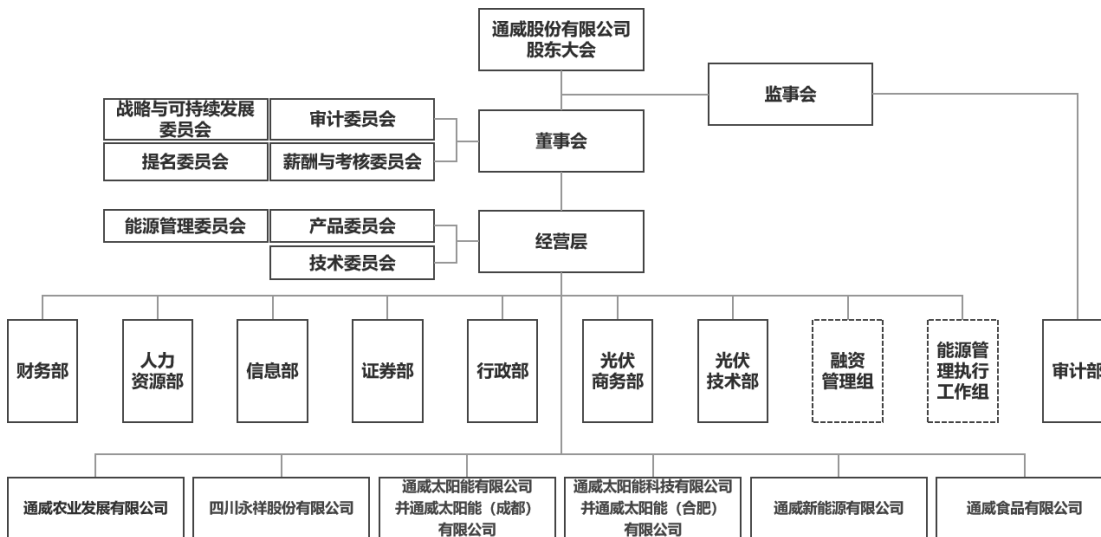 通威股份有限公司
股东大会
监事会
战略与可持续发展
委员会
审计委员会
董事会
提名委员会
薪酬与考核委员会
能源管理委员会
产品委员会
经营层
技术委员会
财务部
人力
资源部
信息部
证券部
行政部
光伏
商务部
光伏
技术部
融资
管理组
能源管
理执行
工作组
审计部
通威农业发展有限公司
四川永祥股份有限公司
通威太阳能有限公司
并通威太阳能（成都）
有限公司
通威太阳能科技有限公司
并通威太阳能（合肥）
有限公司
通威新能源有限公司
通威食品有限公司